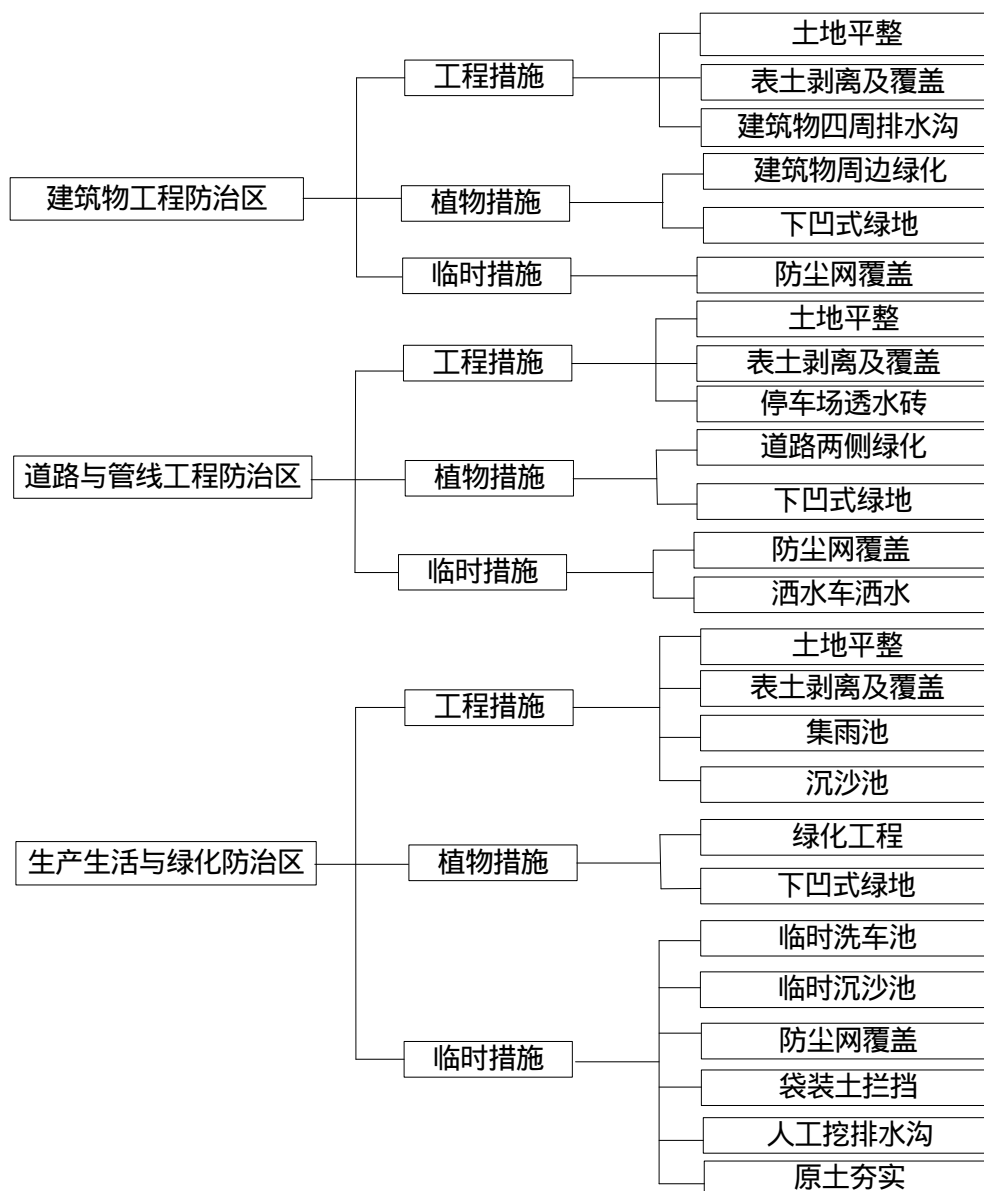 建筑物工程防治区
工程措施
土地平整
表土剥离及覆盖
建筑物四周排水沟
植物措施
建筑物周边绿化
下凹式绿地
临时措施
防尘网覆盖
道路与管线工程防治区
工程措施
土地平整
表土剥离及覆盖
停车场透水砖
植物措施
道路两侧绿化
下凹式绿地
临时措施
防尘网覆盖
洒水车洒水
生产生活与绿化防治区
工程措施
土地平整
表土剥离及覆盖
集雨池
沉沙池
植物措施
绿化工程
下凹式绿地
临时措施
临时洗车池
临时沉沙池
防尘网覆盖
袋装土拦挡
人工挖排水沟
原土夯实